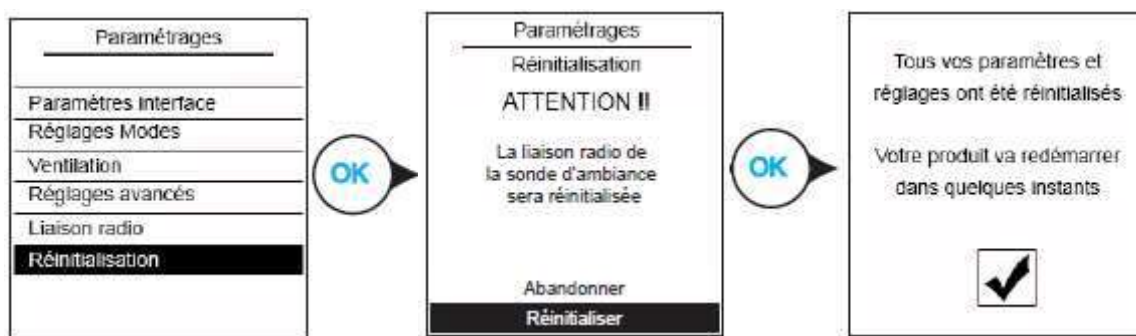 Paramétrages
Paramètres Interface
Réglages Modes
Ventilation
Réglages avancés
Liaison radio
Réinitialisation
OK
Paramétrages
Réinitialisation
ATTENTION !!
La liaison radio de
la sonde d'ambiance
sera réinitialisée
Abandonner
Réinitialiser
OK
Tous vos paramètres et
réglages ont été réinitialisés
Votre produit va redémarrer
dans quelques instants